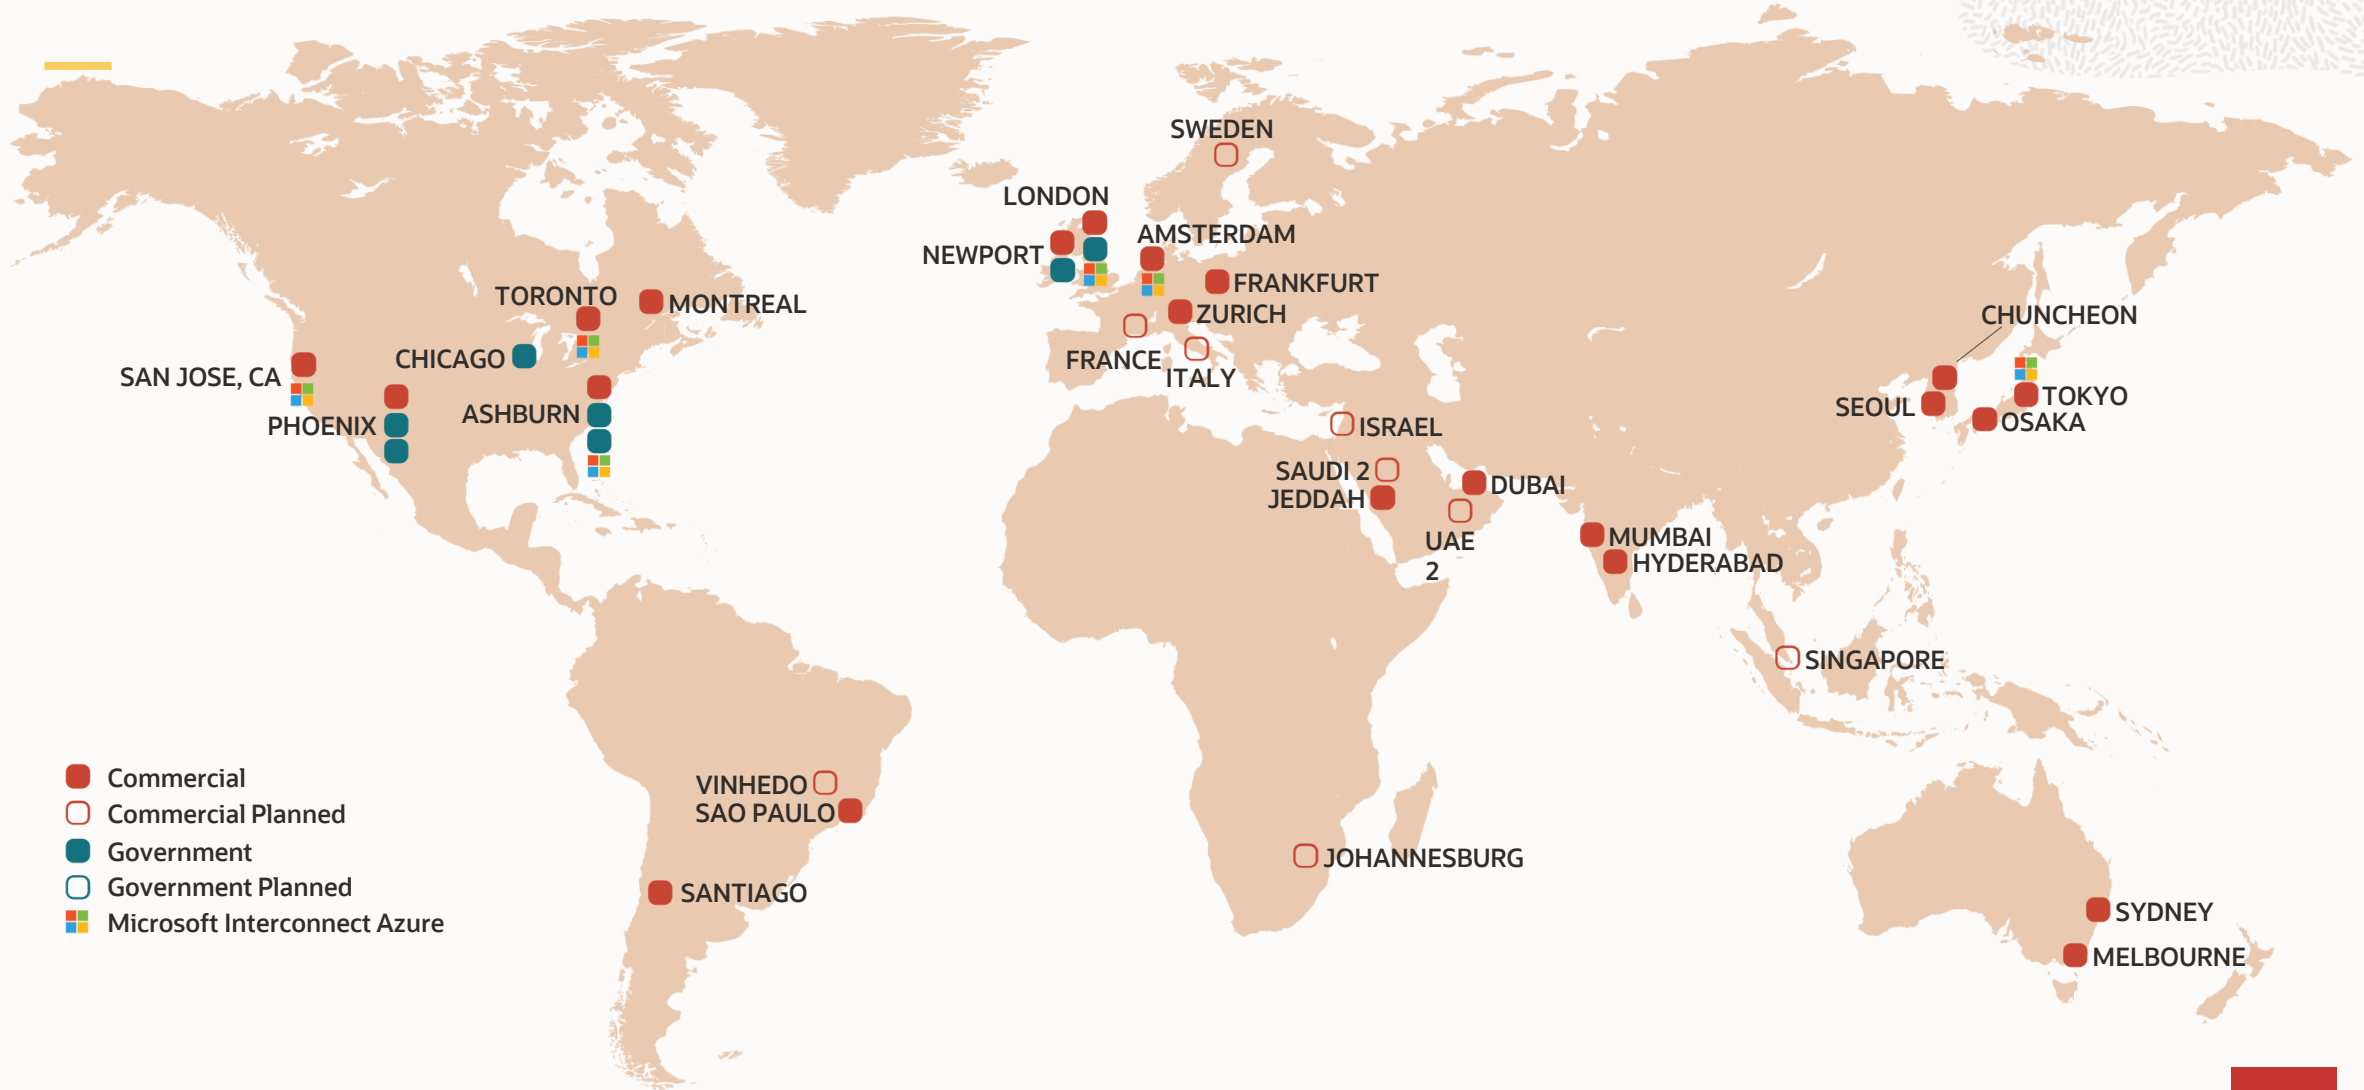 SWEDEN
LONDON
AMSTERDAM
NEWPORT
FRANKFURT
TORONTO
MONTREAL
ZURICH
CHUNCHEON
CHICAGO
FRANCE
ITALY
SAN JOSE, CA
SEOUL
TOKYO
ASHBURN
PHOENIX
OSAKA
ISRAEL
SAUDI 2
JEDDAH
DUBAI
UAE
2
MUMBAI
HYDERABAD
SINGAPORE
VINHEDO
SAO PAULO
JOHANNESBURG
SANTIAGO
SYDNEY
MELBOURNE
Commercial
Commercial Planned
Government
Government Planned
Microsoft Interconnect Azure